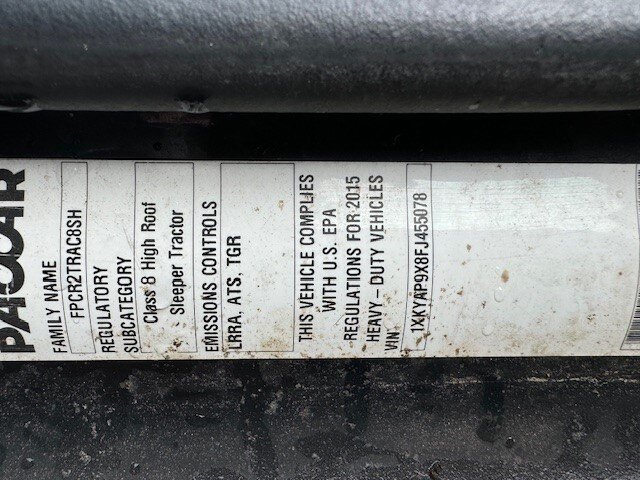 PACCAR
FAMILY NAME
FPCR2TRAC8SH
REGULATORY
SUBCATEGORY
Class 8 High Roof
Sleeper Tractor
EMISSIONS CONTROLS
LRRA, ATS, TGR
THIS VEHICLE COMPLIES
WITH U.S. EPA
REGULATIONS FOR 2015
HEAVY-DUTY VEHICLES
VIN
1XKYAP9X8FJ455078